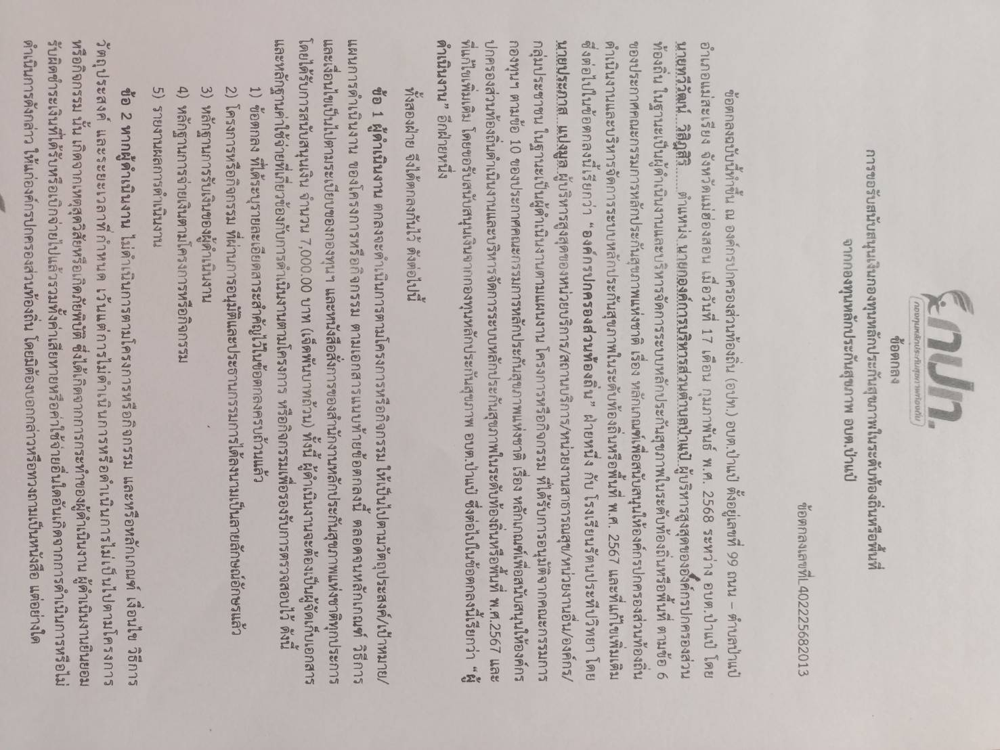 กปท.
กองทุนหลักประกันสุขภาพท้องถิ่น
ข้อตกลง
การขอรับสนับสนุนเงินกองทุนหลักประกันสุขภาพในระดับท้องถิ่นหรือพื้นที่
จากกองทุนหลักประกันสุขภาพ อบต.ป่าแป๋
ข้อตกลงเลขที่L402225682013
ข้อตกลงฉบับนี้ทำขึ้น ณ องค์กรปกครองส่วนท้องถิ่น (อปท.) อบต.ป่าแป๋ ตั้งอยู่เลขที่ 99 ถนน – ตำบลป่าแป๋
อำเภอแม่สะเรียง จังหวัดแม่ฮ่องสอน เมื่อวันที่ 17 เดือน กุมภาพันธ์ พ.ศ. 2568 ระหว่าง อบต.ป่าแป๋ โดย
นายทวีวัฒน์ วิสิฏฐสิริ ตำแหน่ง นายกองค์การบริหารส่วนตำบลป่าแป๋ ผู้บริหารสูงสุดขององค์กรปกครองส่วน
ท้องถิ่น ในฐานะเป็นผู้ดำเนินงานและบริหารจัดการระบบหลักประกันสุขภาพในระดับท้องถิ่นหรือพื้นที่ ตามข้อ 6
ของประกาศคณะกรรมการหลักประกันสุขภาพแห่งชาติ เรื่อง หลักเกณฑ์เพื่อสนับสนุนให้องค์กรปกครองส่วนท้องถิ่น
ดำเนินงานและบริหารจัดการระบบหลักประกันสุขภาพในระดับท้องถิ่นหรือพื้นที่ พ.ศ. 2567 และที่แก้ไขเพิ่มเติม
ซึ่งต่อไปในข้อตกลงนี้เรียกว่า “องค์กรปกครองส่วนท้องถิ่น” ฝ่ายหนึ่ง กับ โรงเรียนรัตนประทีปวิทยา โดย
นายประภาส แปงมูล ผู้บริหารสูงสุดของหน่วยบริการ/สถานบริการ/หน่วยงานสาธารณสุข/หน่วยงานอื่น/องค์กร/
กลุ่มประชาชน ในฐานะเป็นผู้ดำเนินงานตามแผนงาน โครงการหรือกิจกรรม ที่ได้รับการอนุมัติจากคณะกรรมการ
กองทุนฯ ตามข้อ 10 ของประกาศคณะกรรมการหลักประกันสุขภาพแห่งชาติ เรื่อง หลักเกณฑ์เพื่อสนับสนุนให้องค์กร
ปกครองส่วนท้องถิ่นดำเนินงานและบริหารจัดการระบบหลักประกันสุขภาพในระดับท้องถิ่นหรือพื้นที่ พ.ศ.2567 และ
ที่แก้ไขเพิ่มเติม โดยขอรับสนับสนุนเงินจากกองทุนหลักประกันสุขภาพ อบต.ป่าแป๋ ซึ่งต่อไปในข้อตกลงนี้เรียกว่า “ผู้
ดำเนินงาน” อีกฝ่ายหนึ่ง
ทั้งสองฝ่าย จึงได้ตกลงกันไว้ ดังต่อไปนี้
ข้อ 1 ผู้ดำเนินงาน ตกลงจะดำเนินการตามโครงการหรือกิจกรรม ให้เป็นไปตามวัตถุประสงค์/เป้าหมาย/
แผนการดำเนินงาน ของโครงการหรือกิจกรรม ตามเอกสารแนบท้ายข้อตกลงนี้ ตลอดจนหลักเกณฑ์ วิธีการ
และเงื่อนไขเป็นไปตามระเบียบของกองทุนฯ และหนังสือสั่งการของสำนักงานหลักประกันสุขภาพแห่งชาติทุกประการ
โดยได้รับการสนับสนุนเงิน จำนวน 7,000.00 บาท (เจ็ดพันบาทถ้วน) ทั้งนี้ ผู้ดำเนินงานจะต้องเป็นผู้จัดเก็บเอกสาร
และหลักฐานค่าใช้จ่ายที่เกี่ยวข้องกับการดำเนินงานตามโครงการ หรือกิจกรรมเพื่อรองรับการตรวจสอบไว้ ดังนี้
1) ข้อตกลง ที่ได้ระบุรายละเอียดสาระสำคัญไว้ในข้อตกลงครบถ้วนแล้ว
2) โครงการหรือกิจกรรม ที่ผ่านการอนุมัติและประธานกรรมการได้ลงนามเป็นลายลักษณ์อักษรแล้ว
3) หลักฐานการรับเงินของผู้ดำเนินงาน
4) หลักฐานการจ่ายเงินตามโครงการหรือกิจกรรม
5) รายงานผลการดำเนินงาน
ข้อ 2 หากผู้ดำเนินงาน ไม่ดำเนินการตามโครงการหรือกิจกรรม และหรือหลักเกณฑ์ เงื่อนไข วิธีการ
วัตถุประสงค์ และระยะเวลาที่กำหนด เว้นแต่การไม่ดำเนินการหรือดำเนินการไม่เป็นไปตามโครงการ
หรือกิจกรรม นั้น เกิดจากเหตุสุดวิสัยหรือเกิดภัยพิบัติ ซึ่งได้เกิดจากการกระทำของผู้ดำเนินงาน ผู้ดำเนินงานยินยอม
รับผิดชำระเงินที่ได้รับหรือเบิกจ่ายไปแล้วรวมทั้งค่าเสียหายหรือค่าใช้จ่ายอื่นใดอันเกิดจากการดำเนินการหรือไม่
ดำเนินการดังกล่าว ให้แก่องค์กรปกครองส่วนท้องถิ่น โดยมิต้องบอกกล่าวหรือทวงถามเป็นหนังสือ แต่อย่างใด